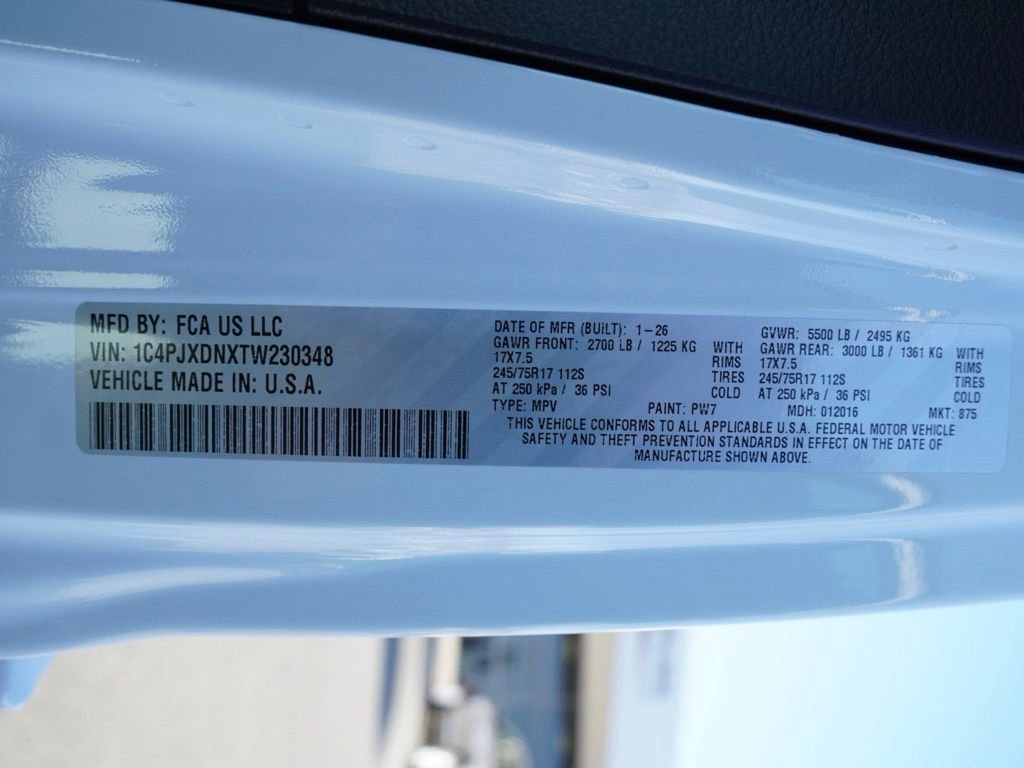 MFD BY: FCA US LLC
VIN: 1C4PJXDNXTW230348
VEHICLE MADE IN: U.S.A.
DATE OF MFR (BUILT): 1-26
GAWR FRONT: 2700 LB / 1225 KG WITH
17X7.5 RIMS
245/75R17 112S TIRES
AT 250 kPa / 36 PSI COLD
GVWR: 5500 LB / 2495 KG
GAWR REAR: 3000 LB / 1361 KG WITH
17X7.5 RIMS
245/75R17 112S TIRES
AT 250 kPa / 36 PSI COLD
TYPE: MPV PAINT: PW7 MDH: 012016 MKT: 875
THIS VEHICLE CONFORMS TO ALL APPLICABLE U.S.A. FEDERAL MOTOR VEHICLE
SAFETY AND THEFT PREVENTION STANDARDS IN EFFECT ON THE DATE OF
MANUFACTURE SHOWN ABOVE.